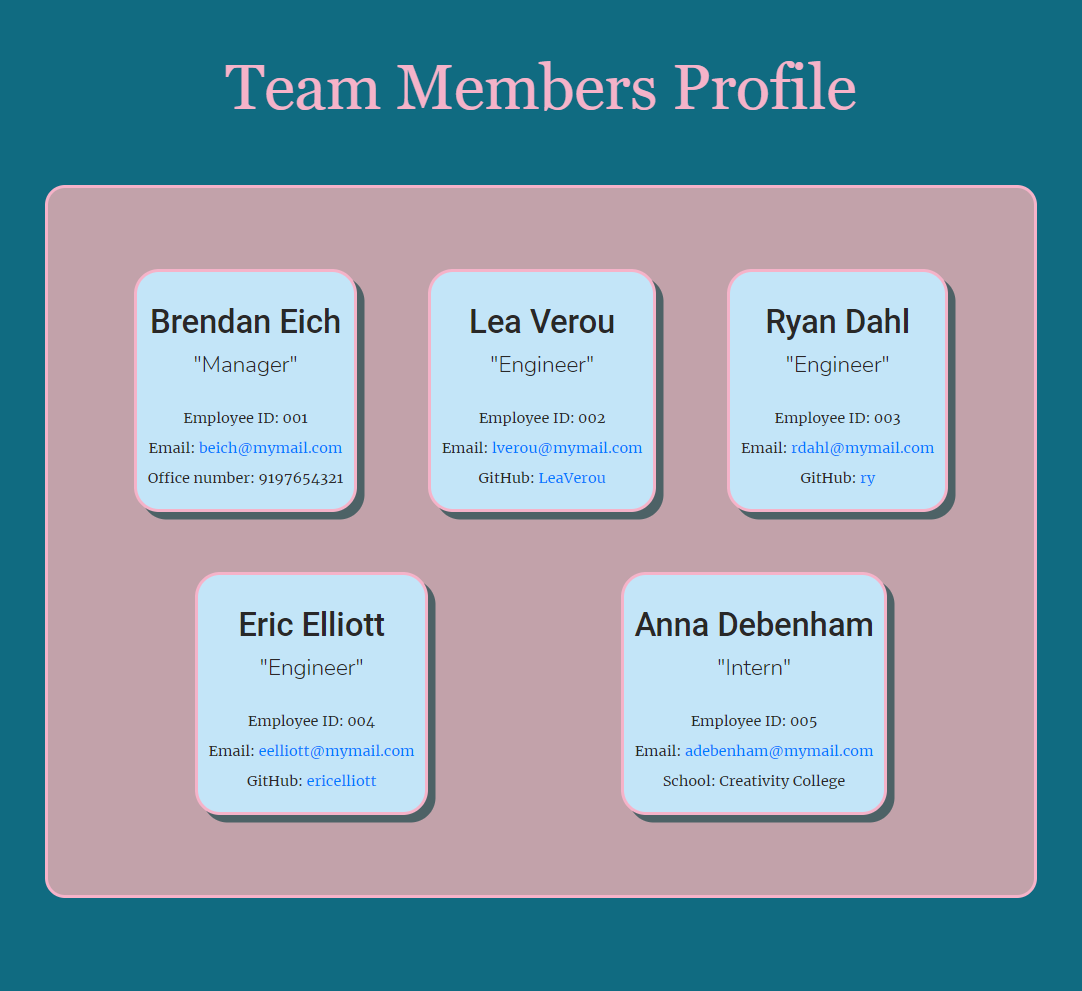 Team Members Profile
Brendan Eich
"Manager"
Employee ID: 001
Email: beich@mymail.com
Office number: 9197654321
Lea Verou
"Engineer"
Employee ID: 002
Email: lverou@mymail.com
GitHub: LeaVerou
Ryan Dahl
"Engineer"
Employee ID: 003
Email: rdahl@mymail.com
GitHub: ry
Eric Elliott
"Engineer"
Employee ID: 004
Email: eelliott@mymail.com
GitHub: ericelliott
Anna Debenham
"Intern"
Employee ID: 005
Email: adebenham@mymail.com
School: Creativity College